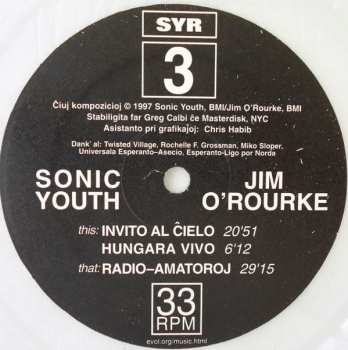 SYR
3
Ĉiuj kompozicioj © 1997 Sonic Youth, BMI/Jim O'Rourke, BMI
Stabiligita far Greg Calbi ĉe Masterdisk, NYC
Asistanto pri grafikaĵoj: Chris Habib
Dank' al: Twisted Village, Rochelle F. Grossman, Miko Sloper,
Universala Esperanto–Asocio, Esperanto-Ligo por Norda
SONIC YOUTH
JIM O'ROURKE
this: INVITO AL ĈIELO 20'51
HUNGARA VIVO 6'12
that: RADIO–AMATOROJ 29'15
33
RPM
evol.org/music.html